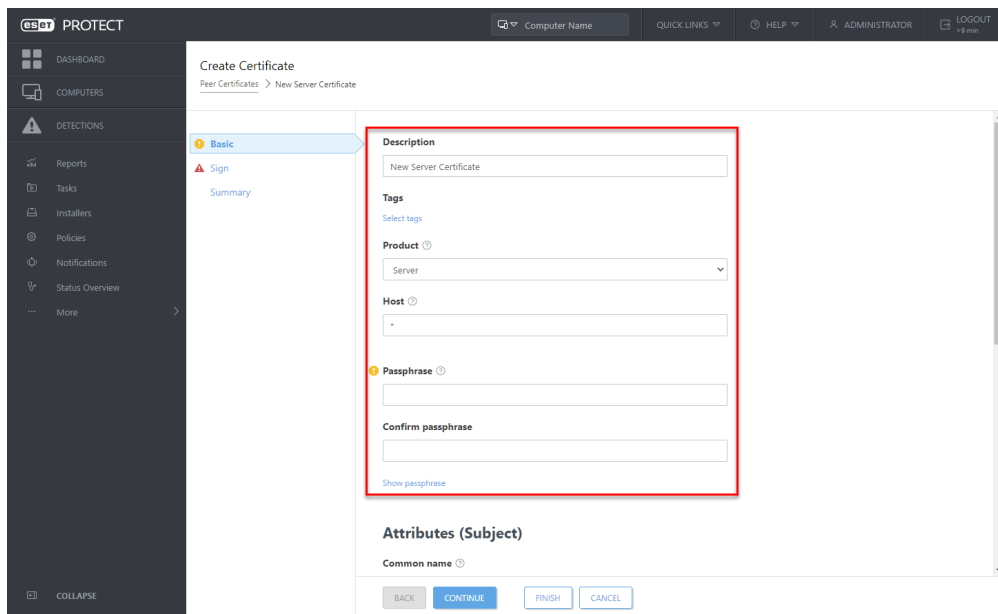 eset PROTECT
Computer Name
QUICK LINKS
HELP
ADMINISTRATOR
LOGOUT
>9 min
DASHBOARD
COMPUTERS
DETECTIONS
Reports
Tasks
Installers
Policies
Notifications
Status Overview
More
COLLAPSE
Create Certificate
Peer Certificates > New Server Certificate
Basic
Sign
Summary
Description
New Server Certificate
Tags
Select tags
Product
Server
Host
*
Passphrase
Confirm passphrase
Show passphrase
Attributes (Subject)
Common name
BACK CONTINUE FINISH CANCEL